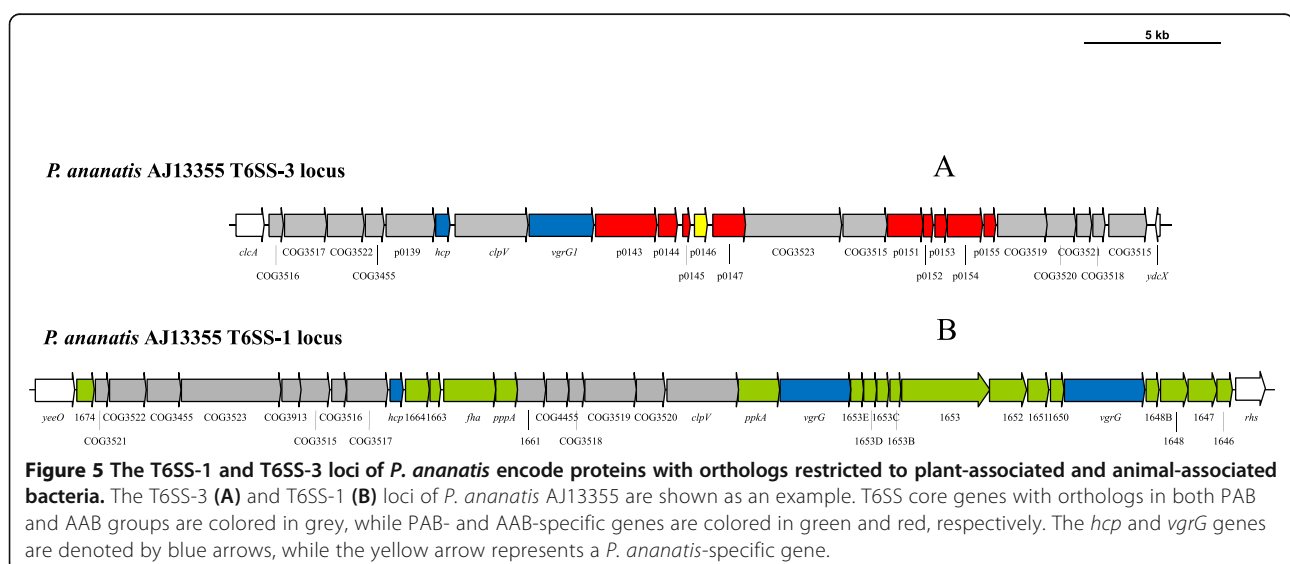 5 kb
P. ananatis AJ13355 T6SS-3 locus
A
clcA COG3517 COG3522 p0139 hcp clpV vgrG1 p0143 p0144 p0146 COG3523 COG3515 p0151 p0153 p0155 COG3519 COG3521 COG3515
COG3516 COG3455 p0145 p0147 p0152 p0154 COG3520 COG3518 ydcX
P. ananatis AJ13355 T6SS-1 locus
B
yeeO 1674 COG3522 COG3455 COG3523 COG3913 COG3516 hcp 1664 1663 fha pppA COG4455 COG3519 COG3520 clpV ppkA vgrG 1653E 1653C 1653 1652 1651 1650 vgrG 1648B 1647 rhs
COG3521 COG3515 COG3517 1661 COG3518 1653D 1653B 1648 1646
Figure 5 The T6SS-1 and T6SS-3 loci of P. ananatis encode proteins with orthologs restricted to plant-associated and animal-associated
bacteria. The T6SS-3 (A) and T6SS-1 (B) loci of P. ananatis AJ13355 are shown as an example. T6SS core genes with orthologs in both PAB
and AAB groups are colored in grey, while PAB- and AAB-specific genes are colored in green and red, respectively. The hcp and vgrG genes
are denoted by blue arrows, while the yellow arrow represents a P. ananatis-specific gene.